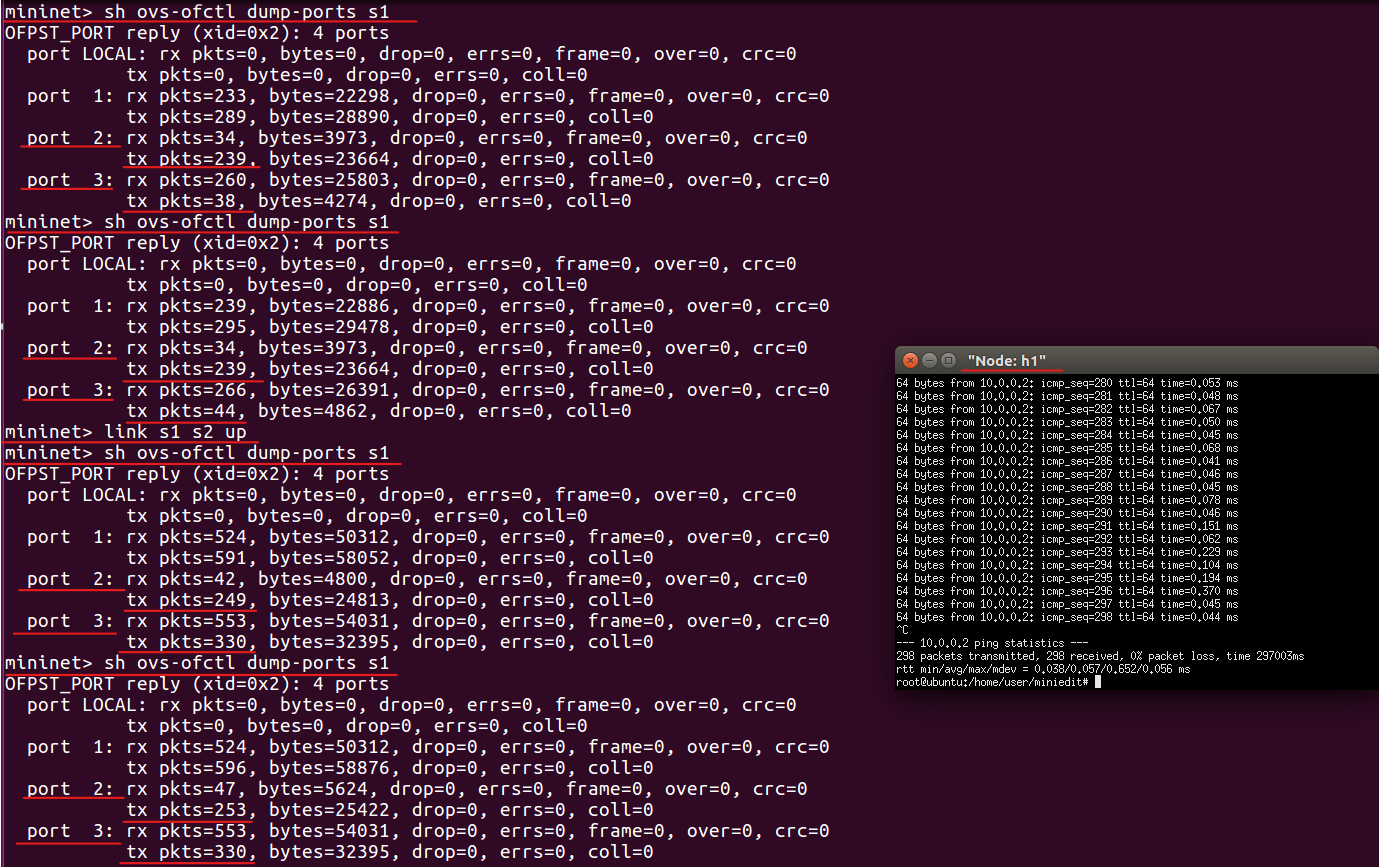 mininet> sh ovs-ofctl dump-ports s1
OFPST_PORT reply (xid=0x2): 4 ports
  port LOCAL: rx pkts=0, bytes=0, drop=0, errs=0, frame=0, over=0, crc=0
           tx pkts=0, bytes=0, drop=0, errs=0, coll=0
  port  1: rx pkts=233, bytes=22298, drop=0, errs=0, frame=0, over=0, crc=0
           tx pkts=289, bytes=28890, drop=0, errs=0, coll=0
  port  2: rx pkts=34, bytes=3973, drop=0, errs=0, frame=0, over=0, crc=0
           tx pkts=239, bytes=23664, drop=0, errs=0, coll=0
  port  3: rx pkts=260, bytes=25803, drop=0, errs=0, frame=0, over=0, crc=0
           tx pkts=38, bytes=4274, drop=0, errs=0, coll=0
mininet> sh ovs-ofctl dump-ports s1
OFPST_PORT reply (xid=0x2): 4 ports
  port LOCAL: rx pkts=0, bytes=0, drop=0, errs=0, frame=0, over=0, crc=0
           tx pkts=0, bytes=0, drop=0, errs=0, coll=0
  port  1: rx pkts=239, bytes=22886, drop=0, errs=0, frame=0, over=0, crc=0
           tx pkts=295, bytes=29478, drop=0, errs=0, coll=0
  port  2: rx pkts=34, bytes=3973, drop=0, errs=0, frame=0, over=0, crc=0
           tx pkts=239, bytes=23664, drop=0, errs=0, coll=0
  port  3: rx pkts=266, bytes=26391, drop=0, errs=0, frame=0, over=0, crc=0
           tx pkts=44, bytes=4862, drop=0, errs=0, coll=0
mininet> link s1 s2 up
mininet> sh ovs-ofctl dump-ports s1
OFPST_PORT reply (xid=0x2): 4 ports
  port LOCAL: rx pkts=0, bytes=0, drop=0, errs=0, frame=0, over=0, crc=0
           tx pkts=0, bytes=0, drop=0, errs=0, coll=0
  port  1: rx pkts=524, bytes=50312, drop=0, errs=0, frame=0, over=0, crc=0
           tx pkts=591, bytes=58052, drop=0, errs=0, coll=0
  port  2: rx pkts=42, bytes=4800, drop=0, errs=0, frame=0, over=0, crc=0
           tx pkts=249, bytes=24813, drop=0, errs=0, coll=0
  port  3: rx pkts=553, bytes=54031, drop=0, errs=0, frame=0, over=0, crc=0
           tx pkts=330, bytes=32395, drop=0, errs=0, coll=0
mininet> sh ovs-ofctl dump-ports s1
OFPST_PORT reply (xid=0x2): 4 ports
  port LOCAL: rx pkts=0, bytes=0, drop=0, errs=0, frame=0, over=0, crc=0
           tx pkts=0, bytes=0, drop=0, errs=0, coll=0
  port  1: rx pkts=524, bytes=50312, drop=0, errs=0, frame=0, over=0, crc=0
           tx pkts=596, bytes=58876, drop=0, errs=0, coll=0
  port  2: rx pkts=47, bytes=5624, drop=0, errs=0, frame=0, over=0, crc=0
           tx pkts=253, bytes=25422, drop=0, errs=0, coll=0
  port  3: rx pkts=553, bytes=54031, drop=0, errs=0, frame=0, over=0, crc=0
           tx pkts=330, bytes=32395, drop=0, errs=0, coll=0
"Node: h1"
64 bytes from 10.0.0.2: icmp_seq=280 ttl=64 time=0.053 ms
64 bytes from 10.0.0.2: icmp_seq=281 ttl=64 time=0.048 ms
64 bytes from 10.0.0.2: icmp_seq=282 ttl=64 time=0.067 ms
64 bytes from 10.0.0.2: icmp_seq=283 ttl=64 time=0.050 ms
64 bytes from 10.0.0.2: icmp_seq=284 ttl=64 time=0.045 ms
64 bytes from 10.0.0.2: icmp_seq=285 ttl=64 time=0.068 ms
64 bytes from 10.0.0.2: icmp_seq=286 ttl=64 time=0.041 ms
64 bytes from 10.0.0.2: icmp_seq=287 ttl=64 time=0.046 ms
64 bytes from 10.0.0.2: icmp_seq=288 ttl=64 time=0.045 ms
64 bytes from 10.0.0.2: icmp_seq=289 ttl=64 time=0.078 ms
64 bytes from 10.0.0.2: icmp_seq=290 ttl=64 time=0.046 ms
64 bytes from 10.0.0.2: icmp_seq=291 ttl=64 time=0.151 ms
64 bytes from 10.0.0.2: icmp_seq=292 ttl=64 time=0.062 ms
64 bytes from 10.0.0.2: icmp_seq=293 ttl=64 time=0.229 ms
64 bytes from 10.0.0.2: icmp_seq=294 ttl=64 time=0.104 ms
64 bytes from 10.0.0.2: icmp_seq=295 ttl=64 time=0.194 ms
64 bytes from 10.0.0.2: icmp_seq=296 ttl=64 time=0.370 ms
64 bytes from 10.0.0.2: icmp_seq=297 ttl=64 time=0.045 ms
64 bytes from 10.0.0.2: icmp_seq=298 ttl=64 time=0.044 ms
^C
--- 10.0.0.2 ping statistics ---
298 packets transmitted, 298 received, 0% packet loss, time 297003ms
rtt min/avg/max/mdev = 0.038/0.057/0.652/0.056 ms
root@ubuntu:/home/user/miniedit#